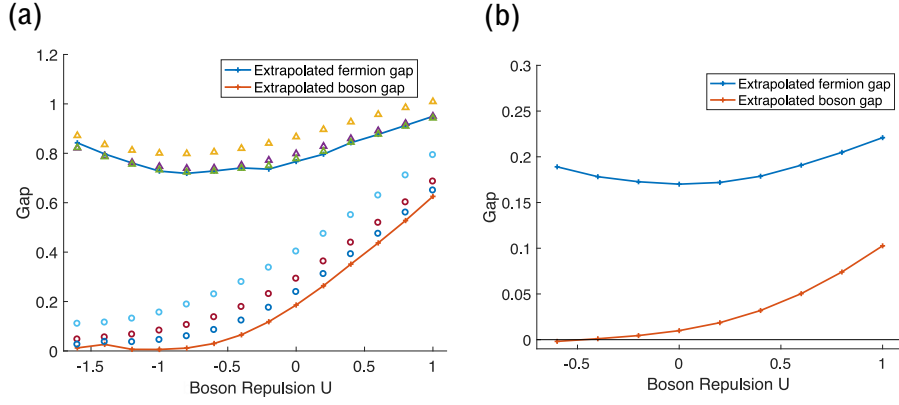 (a)
1.2
1
0.8
0.6
0.4
0.2
0
Gap
Extrapolated fermion gap
Extrapolated boson gap
-1.5
-1
-0.5
0
0.5
1
Boson Repulsion U
(b)
0.3
0.25
0.2
0.15
0.1
0.05
0
Gap
Extrapolated fermion gap
Extrapolated boson gap
-0.5
0
0.5
1
Boson Repulsion U